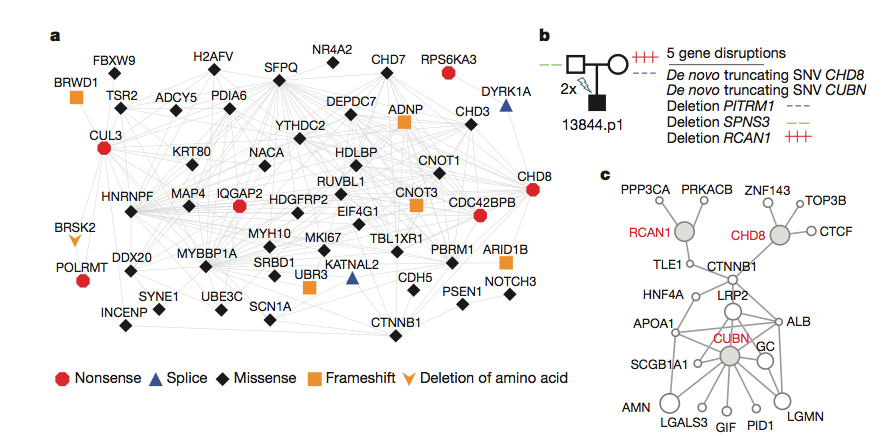 a
FBXW9
H2AFV
NR4A2
SFPQ
CHD7
RPS6KA3
BRWD1
TSR2
ADCY5
PDIA6
DYRK1A
DEPDC7
ADNP
CHD3
YTHDC2
CUL3
KRT80
NACA
HDLBP
CNOT1
CHD8
RUVBL1
HNRNPF
MAP4
IQGAP2
HDGFRP2
CNOT3
CDC42BPB
EIF4G1
BRSK2
MYH10
MKI67
TBL1XR1
DDX20
MYBBP1A
PBRM1
ARID1B
POLRMT
SRBD1
UBR3
KATNAL2
CDH5
NOTCH3
SYNE1
UBE3C
PSEN1
INCENP
SCN1A
CTNNB1
Nonsense Splice Missense Frameshift Deletion of amino acid
b
2x
13844.p1
5 gene disruptions
De novo truncating SNV CHD8
De novo truncating SNV CUBN
Deletion PITRM1
Deletion SPNS3
Deletion RCAN1
c
PPP3CA PRKACB ZNF143
TOP3B
RCAN1
CHD8
CTCF
TLE1
CTNNB1
HNF4A
LRP2
APOA1
ALB
CUBN
GC
SCGB1A1
AMN
LGALS3
GIF
PID1
LGMN